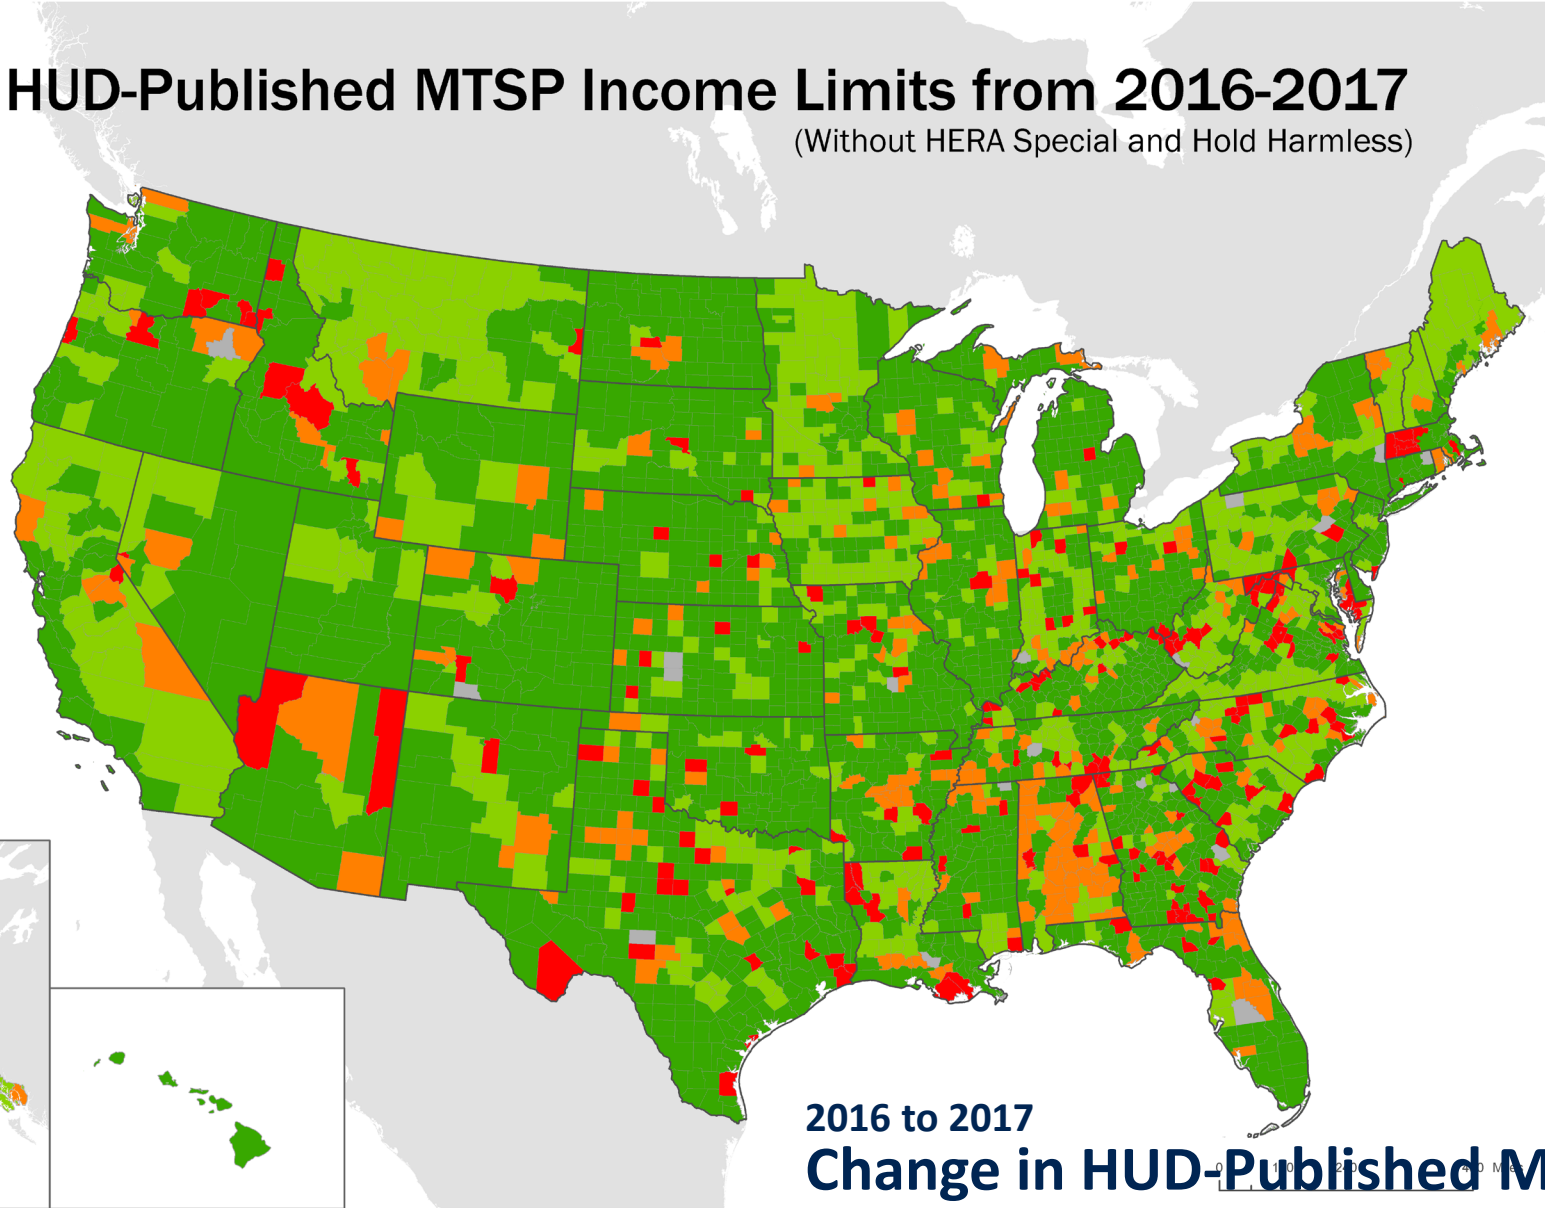 HUD-Published MTSP Income Limits from 2016-2017
(Without HERA Special and Hold Harmless)
2016 to 2017
Change in HUD-Published M
0